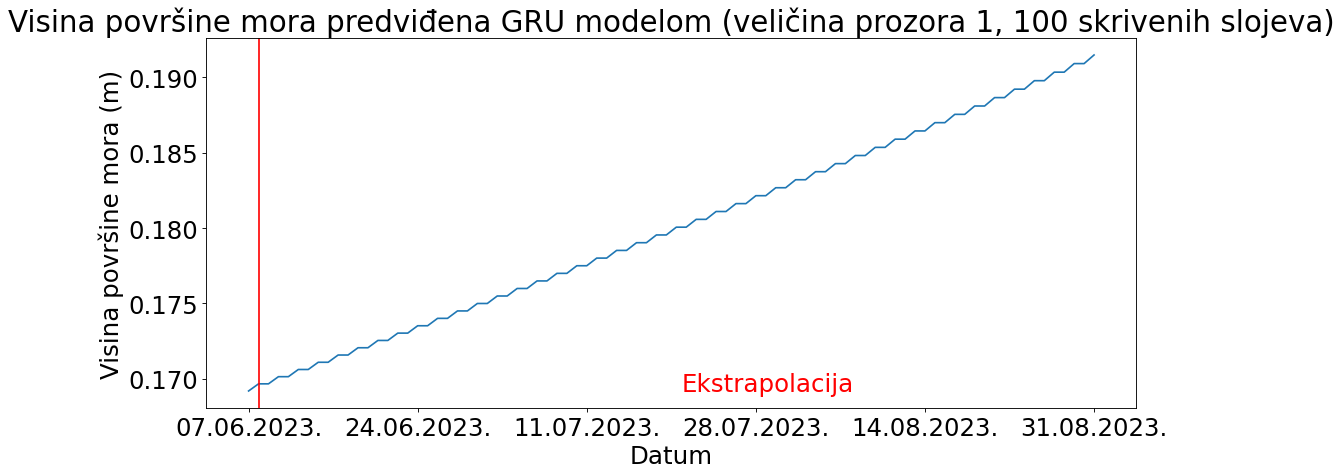 Visina površine mora predviđena GRU modelom (veličina prozora 1, 100 skrivenih slojeva)
Visina površine mora (m)
0.190
0.185
0.180
0.175
0.170
Ekstrapolacija
07.06.2023. 24.06.2023. 11.07.2023. 28.07.2023. 14.08.2023. 31.08.2023.
Datum